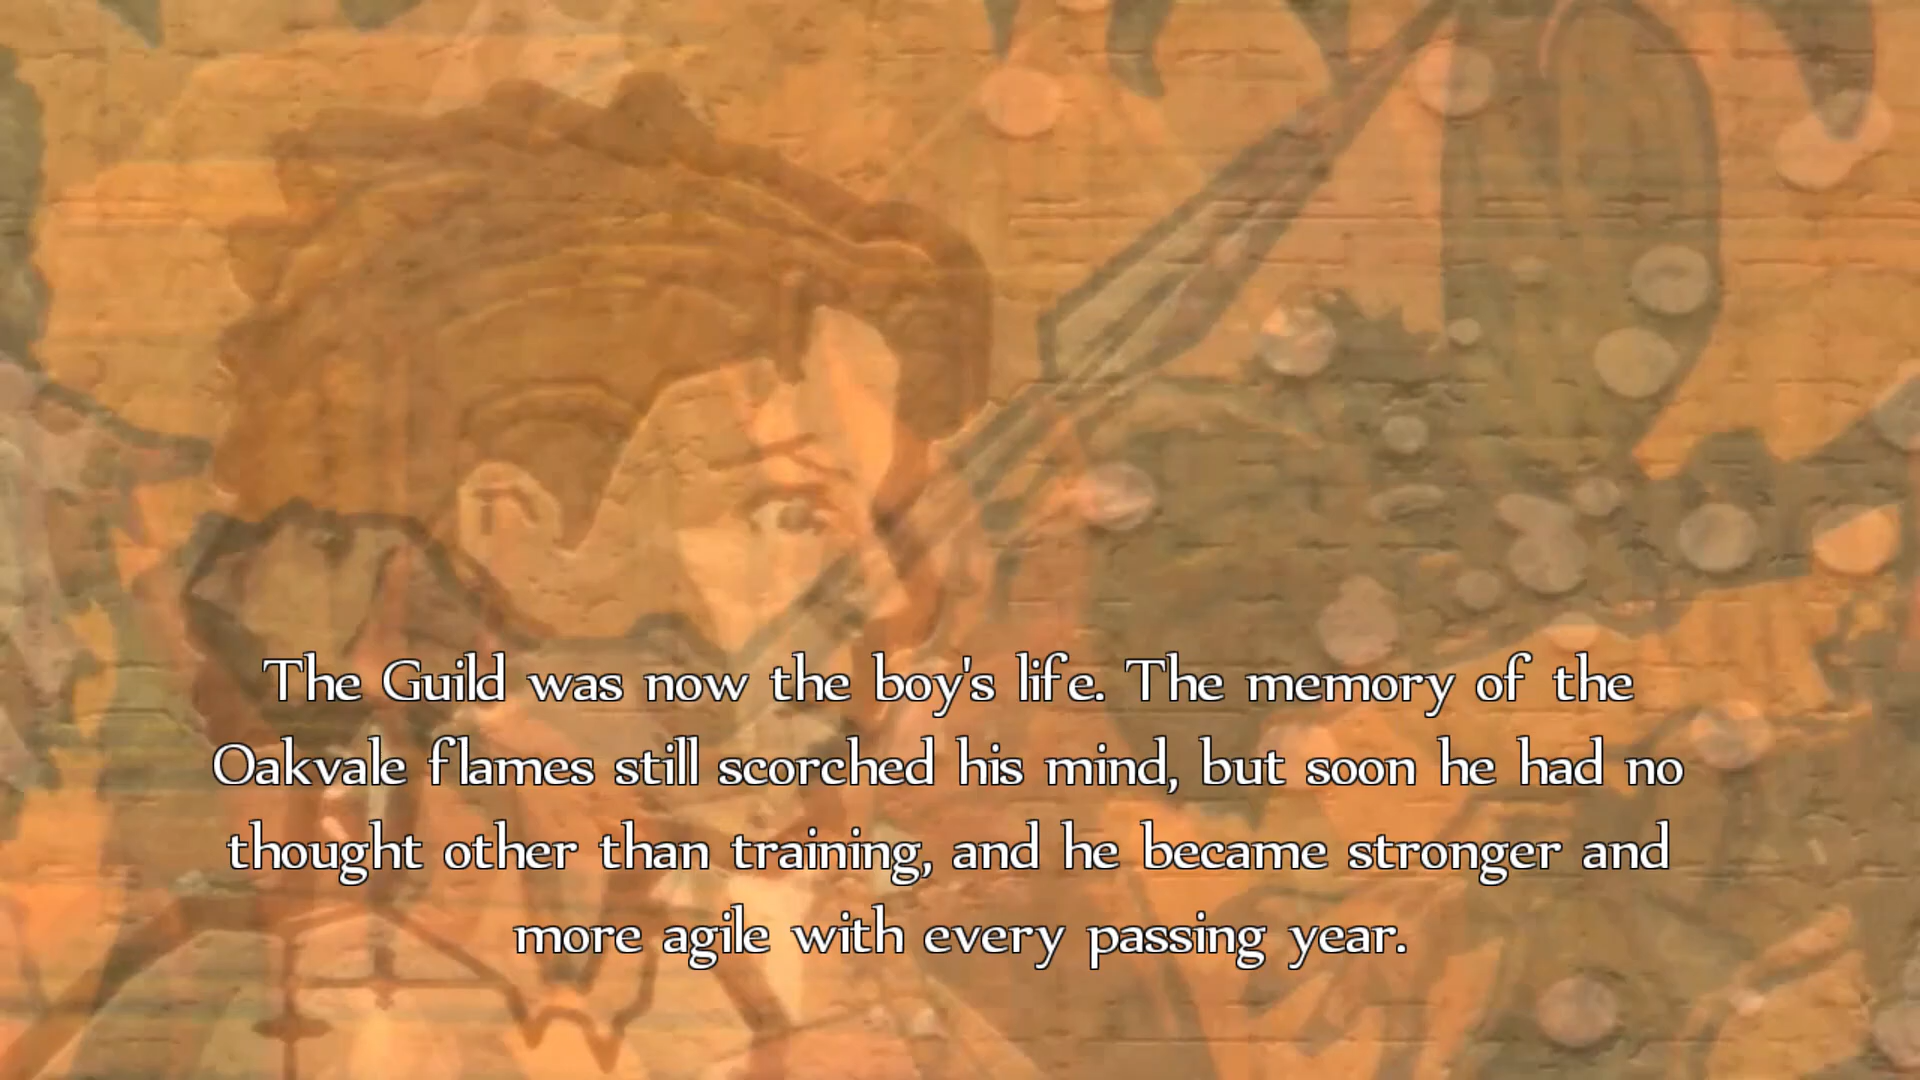 The Guild was now the boy's life. The memory of the
Oakvale flames still scorched his mind, but soon he had no
thought other than training, and he became stronger and
more agile with every passing year.